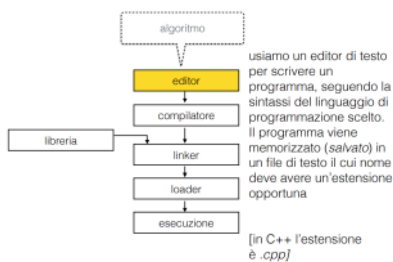 algoritmo
editor
compilatore
libreria
linker
loader
esecuzione
usiamo un editor di testo
per scrivere un
programma, seguendo la
sintassi del linguaggio di
programmazione scelto.
Il programma viene
memorizzato (salvato) in
un file di testo il cui nome
deve avere un'estensione
opportuna
[in C++ l'estensione
è .cpp]